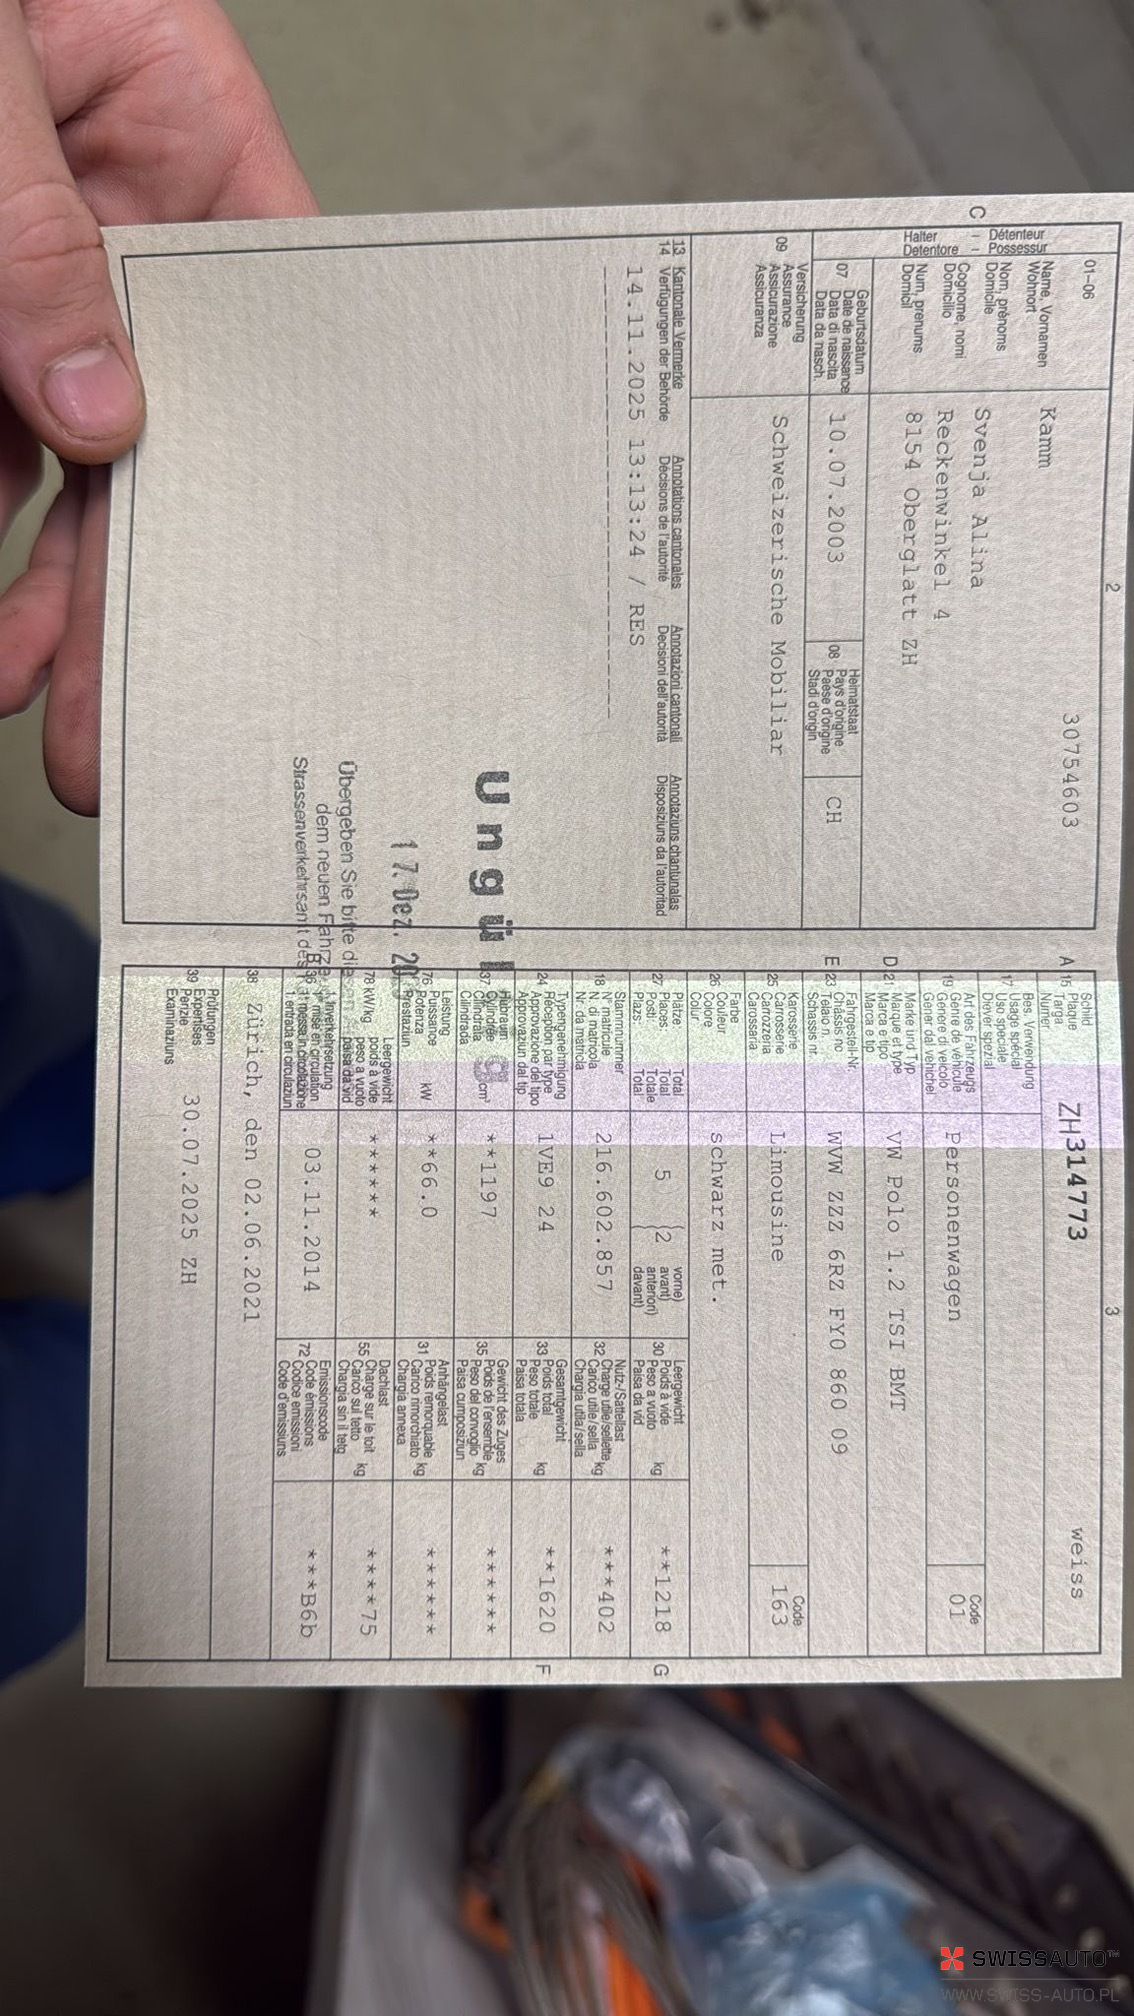 2
30754603
C
Halter - Détenteur
Detentore - Possessur
01–06
Name, Vornamen
Wohnort
Nom, prénoms
Domicile
Cognome, nomi
Domicilio
Num, prenums
Domicil
Kamm
Svenja Alina
Reckenwinkel 4
8154 Oberglatt ZH
07
Geburtsdatum
Date de naissance
Data di nascita
Data da nasch.
10.07.2003
08
Heimatstaat
Pays d'origine
Paese d'origine
Stadi d'origin
CH
09
Versicherung
Assurance
Assicurazione
Assicuranza
Schweizerische Mobiliar
13 Kantonale Vermerke Annotations cantonales Annotazioni cantonali Annotaziuns chantunalas
14 Verfügungen der Behörde Décisions de l'autorité Decisioni dell'autorità Disposiziuns da l'autoritad
14.11.2025 13:13:24 / RES
Ungül
17. Dez. 20
Übergeben Sie bitte diesen
dem neuen Fahrze
Strassenverkehrsamt des
3
A 15
Schild
Plaque
Targa
Numer
ZH314773
weiss
17
Bes. Verwendung
Usage spécial
Uso speciale
Diever spezial
19
Art des Fahrzeugs
Genre de véhicule
Genere di veicolo
Gener dal vehichel
Personenwagen
Code
01
D 21
Marke und Typ
Marque et type
Marca e tipo
Marca e tip
VW Polo 1.2 TSI BMT
E 23
Fahrgestell-Nr.
Châssis no
Telaio n.
Schassis nr.
WVW ZZZ 6RZ FY0 860 09
25
Karosserie
Carrosserie
Carrozzeria
Carossaria
Limousine
Code
163
26
Farbe
Couleur
Colore
Colur
schwarz met.
27
Plätze Total
Places: Total
Posti: Totale
Plazs: Total
5
2
vorne)
avant)
anteriori)
davant)
30
Leergewicht
Poids à vide
Peso a vuoto
Paisa da vid
kg
**1218
G
18
Stammnummer
N° matricule
N. di matricola
Nr. da matricla
216.602.857
32
Nutz-/Sattellast
Charge utile/sellette
Carico utile/sella
Chargia utila/sella
kg
***402
24
Typengenehmigung
Réception par type
Approvazione del tipo
Approvaziun dal tip
1VE9 24
33
Gesamtgewicht
Poids total
Peso totale
Paisa totala
kg
**1620
F
37
Hubraum
Cylindrée
Cilindrata
Cilindrada
cm³
**1197
35
Gewicht des Zuges
Poids de l'ensemble
Peso del convoglio
Paisa cumposiziun
kg
******
76
Leistung
Puissance
Potenza
Prestaziun
kW
**66.0
31
Anhängelast
Poids remorquable
Carico rimorchiato
Chargia annexa
kg
******
78 kW/kg
Leergewicht
poids à vide
peso a vuoto
paisa da vid
******
55
Dachlast
Charge sur le toit
Carico sul tetto
Chargia sin il tetg
kg
****75
B 36
1. Inverkehrsetzung
1re mise en circulation
1. messa in circolazione
1. entrada en circulaziun
03.11.2014
72
Emissionscode
Code émissions
Codice emissioni
Code d'emissiuns
***B6b
38
Zürich, den 02.06.2021
39
Prüfungen
Expertises
Perizie
Examinaziuns
30.07.2025 ZH
SWISSAUTO™
WWW.SWISS-AUTO.PL